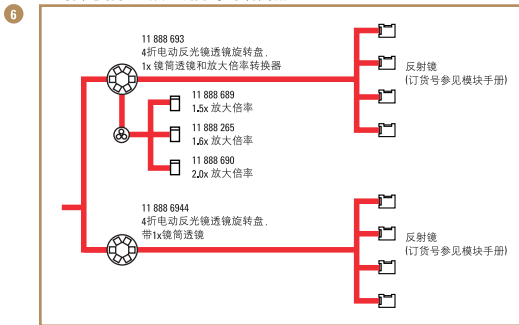 6
11 888 693
4折电动反光镜透镜旋转盘.
1x 镜筒透镜和放大倍率转换器
11 888 689
1.5x 放大倍率
11 888 265
1.6x 放大倍率
11 888 690
2.0x 放大倍率
反射镜
(订货号参见模块手册)
11 888 6944
4折电动反光镜透镜旋转盘.
带1x镜筒透镜
反射镜
(订货号参见模块手册)